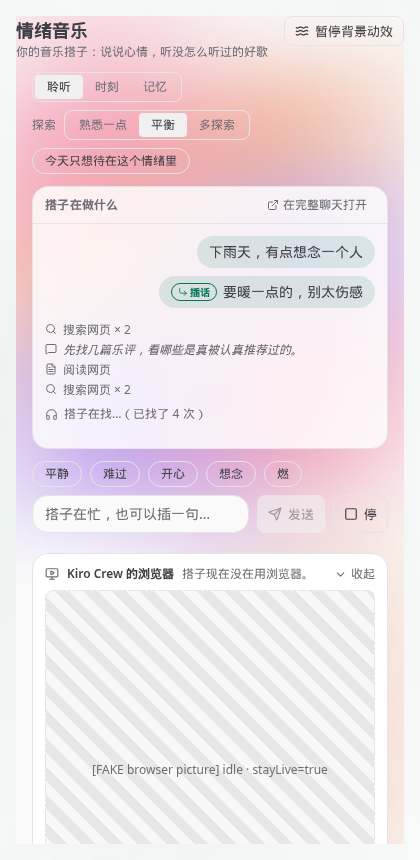 情绪音乐
暂停背景动效
你的音乐搭子：说说心情，听没怎么听过的好歌
聆听 时刻 记忆
探索 熟悉一点 平衡 多探索
今天只想待在这个情绪里
搭子在做什么
在完整聊天打开
下雨天，有点想念一个人
插话 要暖一点的，别太伤感
搜索网页 × 2
先找几篇乐评，看哪些是真被认真推荐过的。
阅读网页
搜索网页 × 2
搭子在找…（已找了 4 次）
平静 难过 开心 想念 燃
搭子在忙，也可以插一句… 发送 停
Kiro Crew 的浏览器 搭子现在没在用浏览器。 收起
[FAKE browser picture] idle · stayLive=true